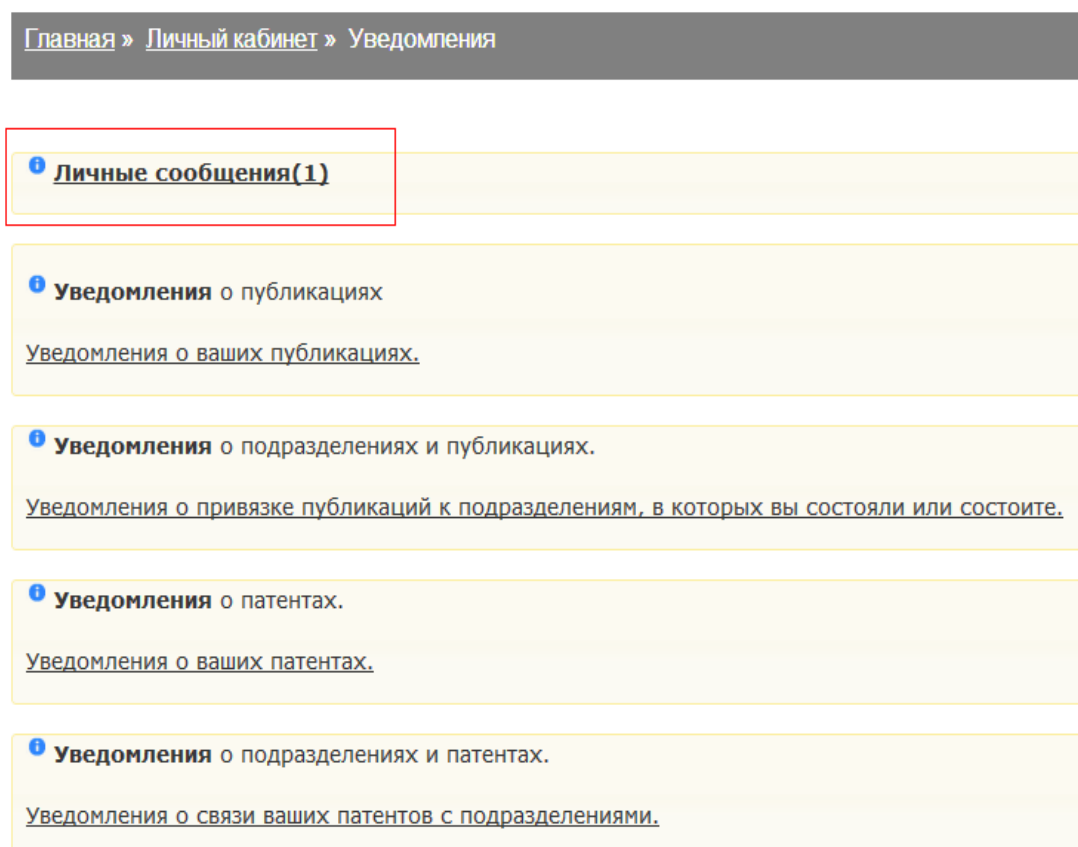 Главная » Личный кабинет » Уведомления
Личные сообщения(1)
Уведомления о публикациях
Уведомления о ваших публикациях.
Уведомления о подразделениях и публикациях.
Уведомления о привязке публикаций к подразделениям, в которых вы состояли или состоите.
Уведомления о патентах.
Уведомления о ваших патентах.
Уведомления о подразделениях и патентах.
Уведомления о связи ваших патентов с подразделениями.